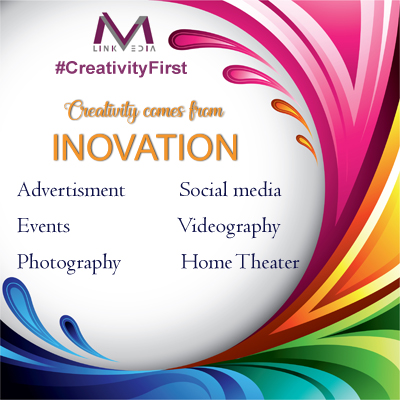 LINK MEDIA
#CreativityFirst
Creativity comes from
INOVATION
Advertisment Social media
Events Videography
Photography Home Theater